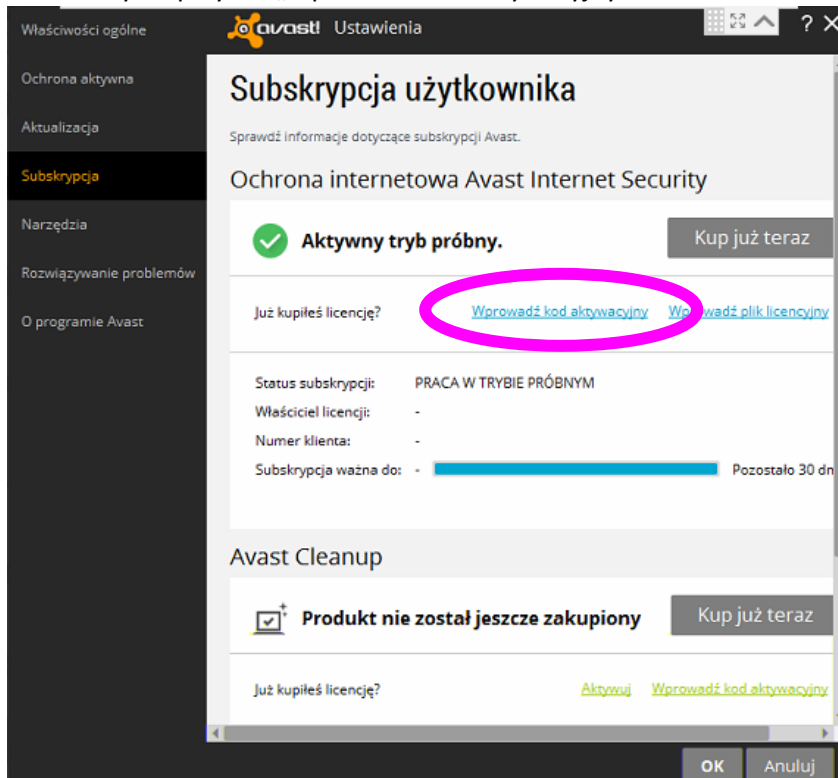 Właściwości ogólne
avast! Ustawienia
?
Ochrona aktywna
Subskrypcja użytkownika
Aktualizacja
Sprawdź informacje dotyczące subskrypcji Avast.
Subskrypcja
Ochrona internetowa Avast Internet Security
Narzędzia
Aktywny tryb próbny.
Kup już teraz
Rozwiązywanie problemów
Już kupiłeś licencję?
Wprowadź kod aktywacyjny
Wprowadź plik licencyjny
O programie Avast
Status subskrypcji: PRACA W TRYBIE PRÓBNYM
Właściciel licencji: -
Numer klienta: -
Subskrypcja ważna do: - Pozostało 30 dn
Avast Cleanup
Produkt nie został jeszcze zakupiony
Kup już teraz
Już kupiłeś licencję?
Aktywuj
Wprowadź kod aktywacyjny
OK
Anuluj